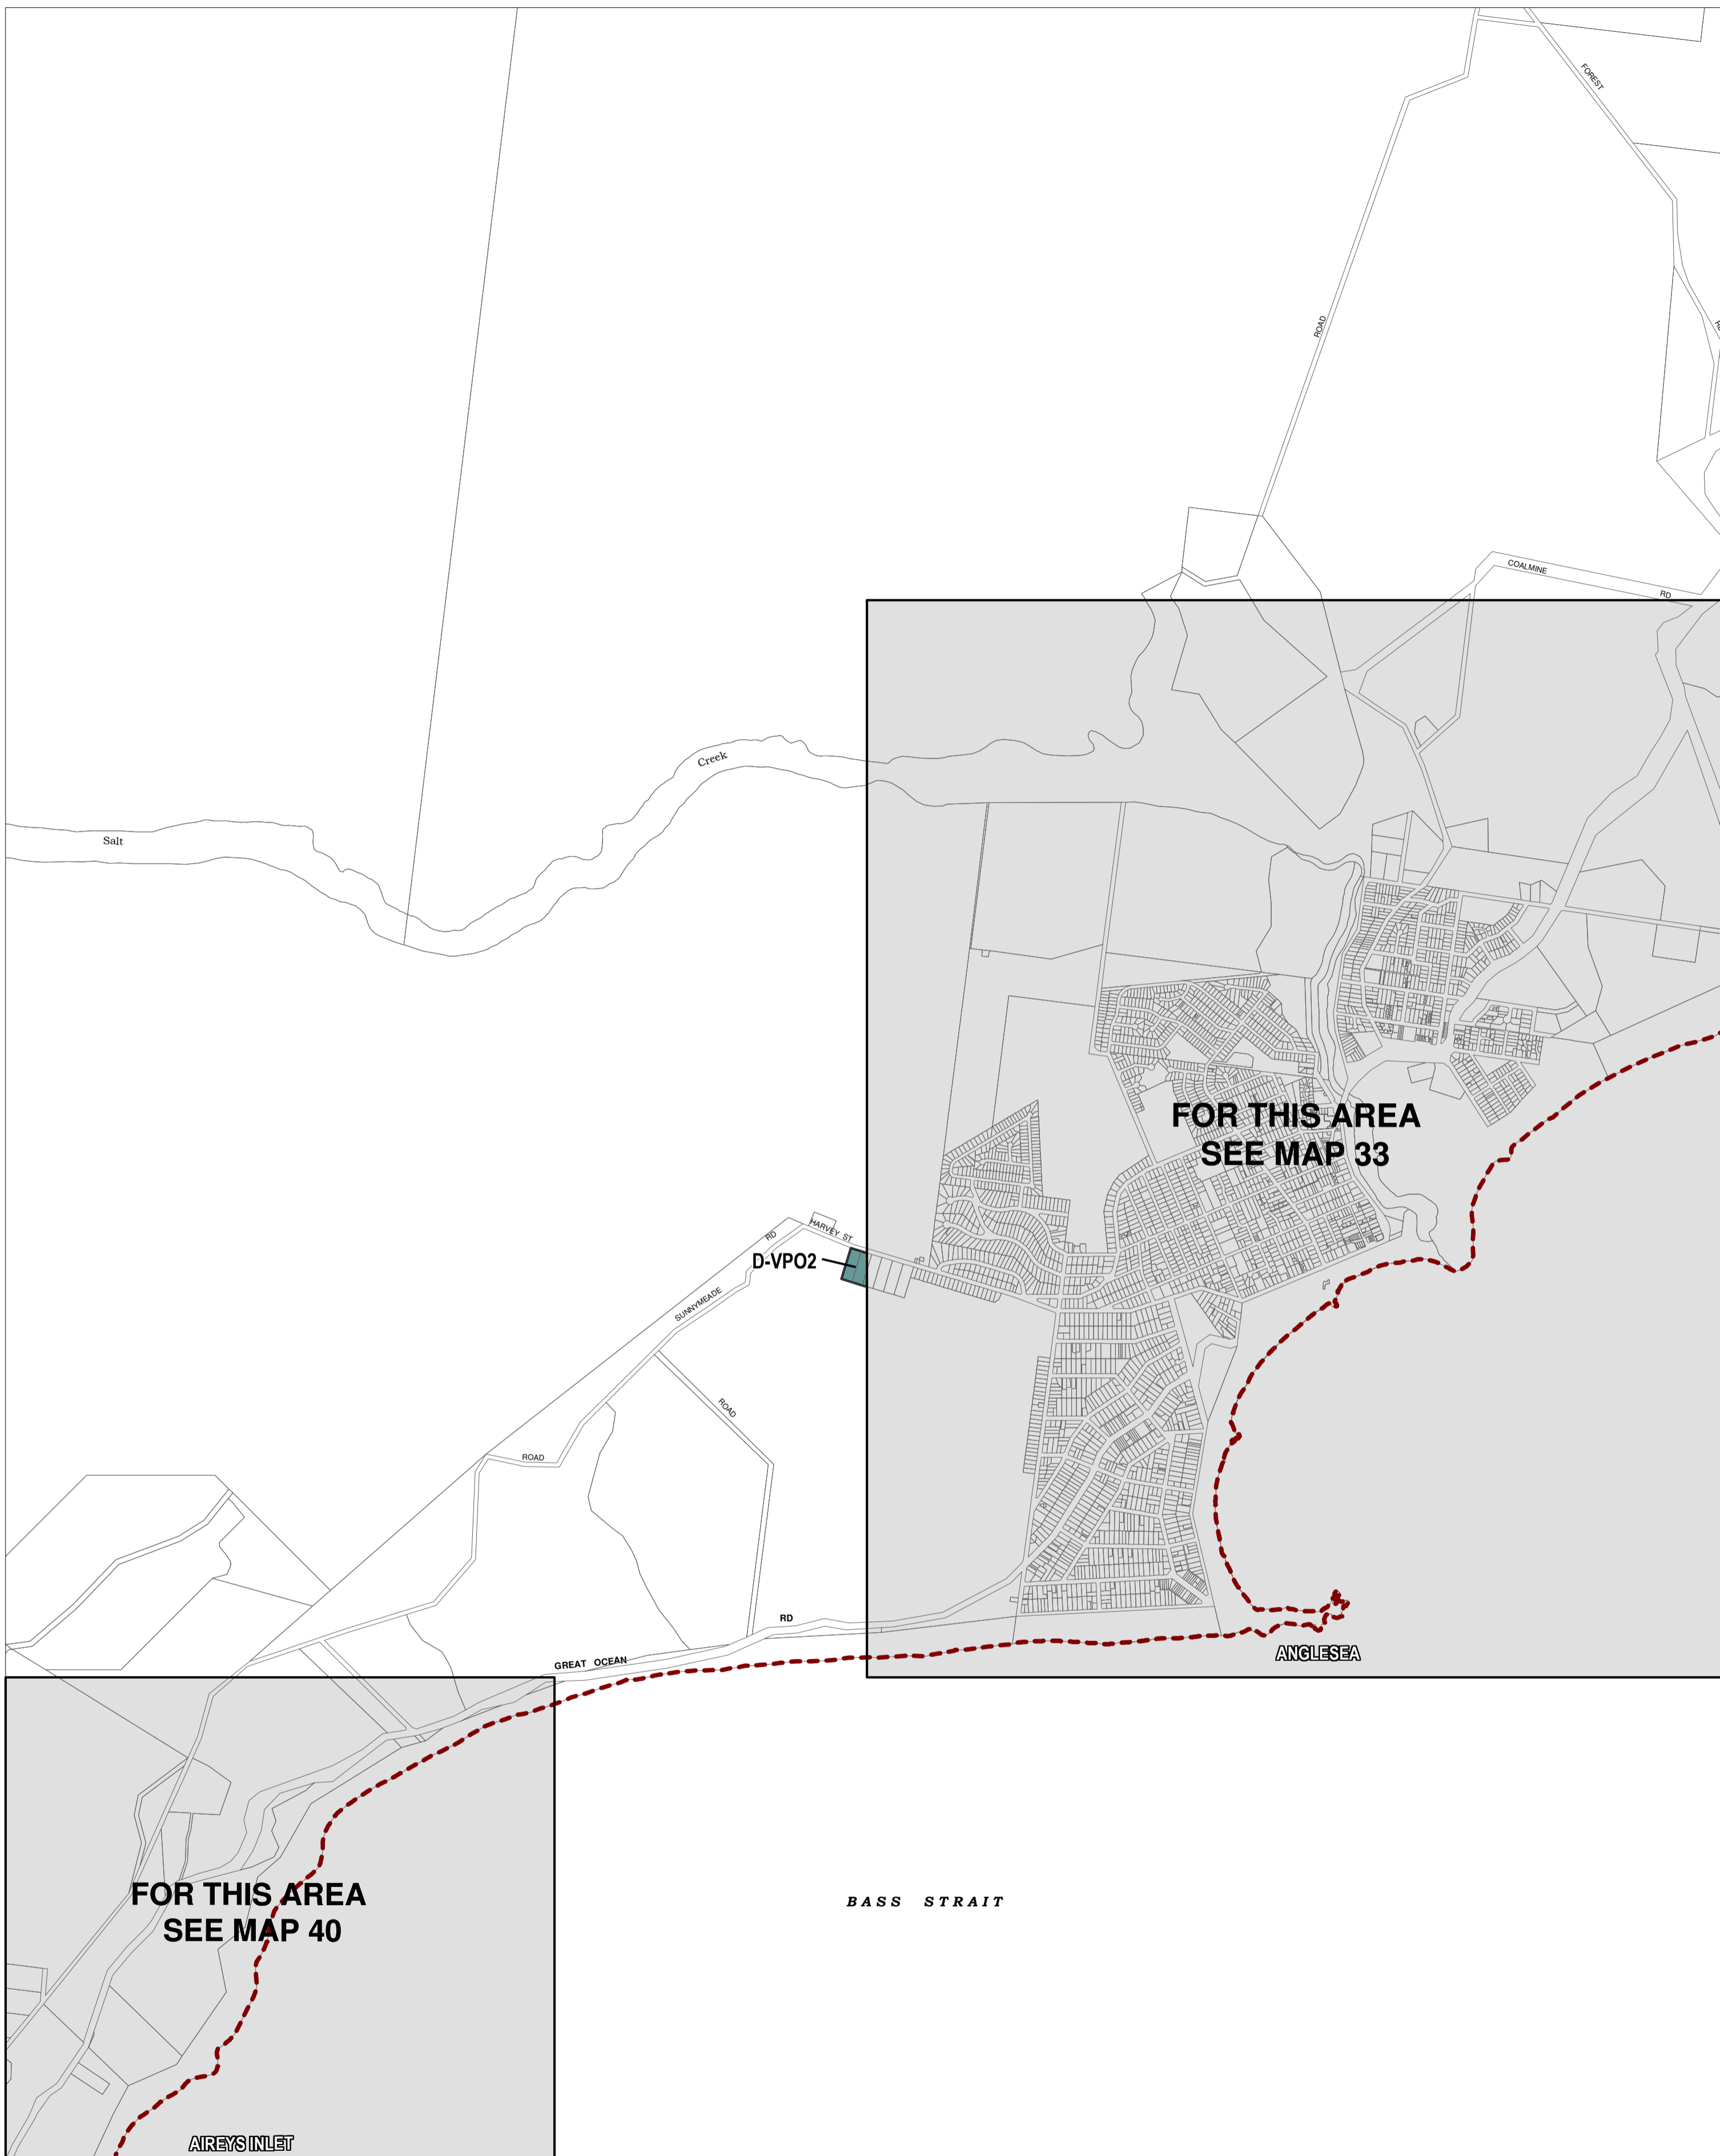 FOREST
ROAD
COALMINE
RD
Creek
Salt
FOR THIS AREA
SEE MAP 33
HARVEY ST
RD
D-VPO2
SUNNYMEADE
ROAD
ROAD
RD
GREAT OCEAN
ANGLESEA
FOR THIS AREA
SEE MAP 40
BASS STRAIT
AIREYS INLET